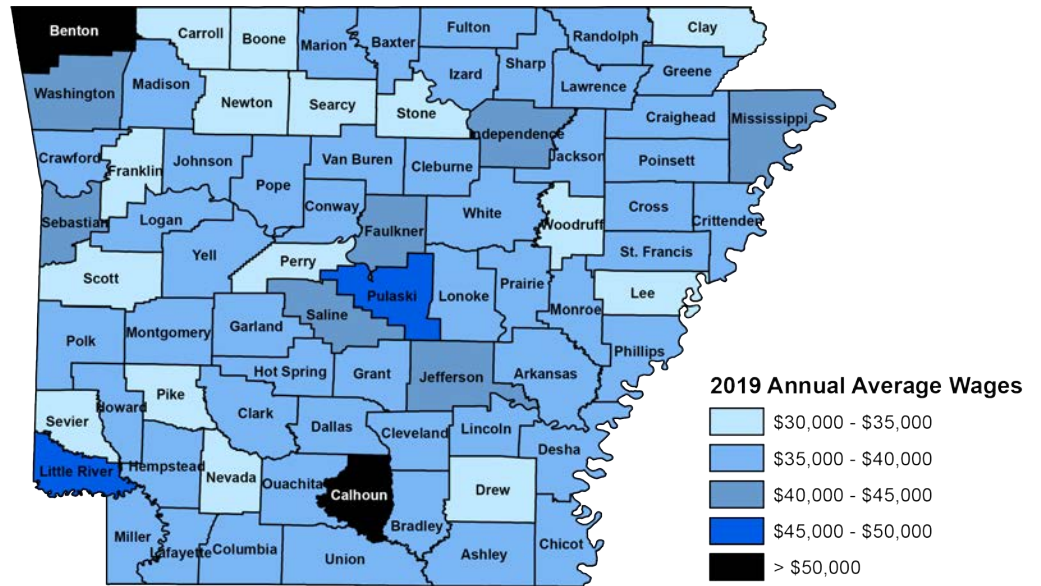 Benton
Carroll
Boone
Marion
Baxter
Fulton
Randolph
Clay
Washington
Madison
Newton
Searcy
Stone
Izard
Sharp
Lawrence
Greene
Independence
Craighead
Mississippi
Crawford
Franklin
Johnson
Pope
Van Buren
Cleburne
Jackson
Poinsett
Sebastian
Logan
Conway
Faulkner
White
Woodruff
Cross
Crittenden
Scott
Yell
Perry
St. Francis
Saline
Pulaski
Lonoke
Prairie
Monroe
Lee
Polk
Montgomery
Garland
Phillips
Hot Spring
Grant
Jefferson
Arkansas
Sevier
Howard
Pike
Clark
Dallas
Cleveland
Lincoln
Desha
Little River
Hempstead
Nevada
Ouachita
Calhoun
Bradley
Drew
Miller
Lafayette
Columbia
Union
Ashley
Chicot
2019 Annual Average Wages
$30,000 - $35,000
$35,000 - $40,000
$40,000 - $45,000
$45,000 - $50,000
> $50,000